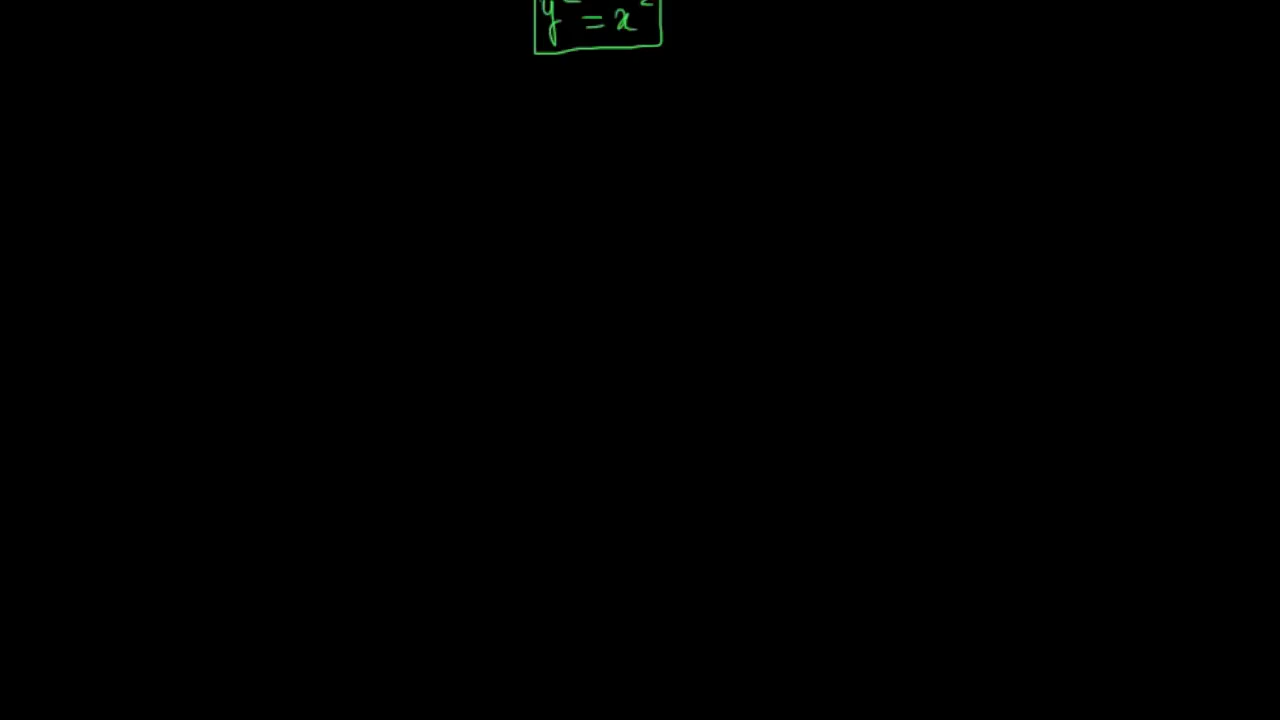 y² = x²